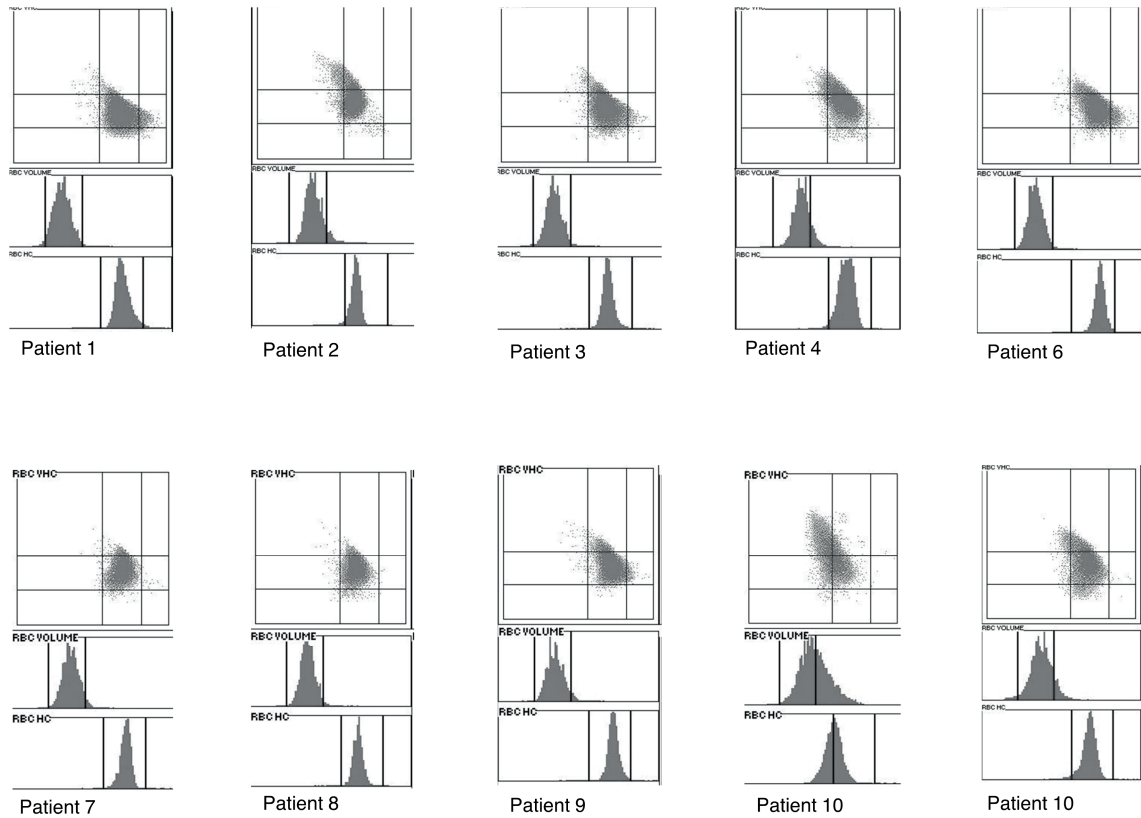 RBC VHC
RBC VOLUME
RBC VOLUME
RBC VOLUME
RBC VOLUME
RBC VOLUME
RBC HC
RBC HC
RBC HC
RBC HC
RBC HC
Patient 1
Patient 2
Patient 3
Patient 4
Patient 6
RBC VHC
RBC VHC
RBC VHC
RBC VHC
RBC VHC
RBC VOLUME
RBC VOLUME
RBC VOLUME
RBC VOLUME
RBC VOLUME
RBC HC
RBC HC
RBC HC
RBC HC
RBC HC
Patient 7
Patient 8
Patient 9
Patient 10
Patient 10